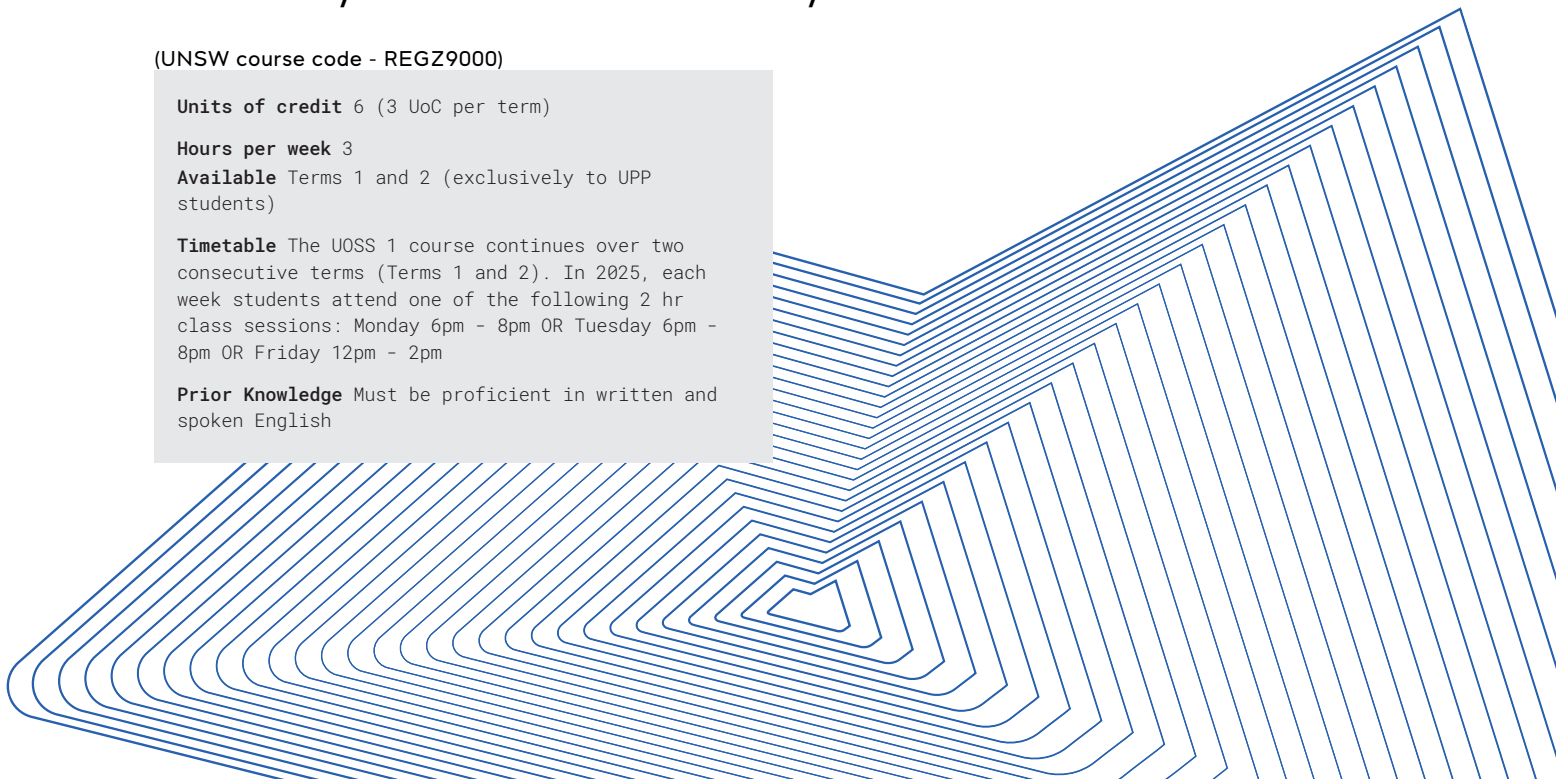 (UNSW course code - REGZ9000)
Units of credit 6 (3 UoC per term)
Hours per week 3
Available Terms 1 and 2 (exclusively to UPP
students)
Timetable The UOSS 1 course continues over two
consecutive terms (Terms 1 and 2). In 2025, each
week students attend one of the following 2 hr
class sessions: Monday 6pm - 8pm OR Tuesday 6pm -
8pm OR Friday 12pm - 2pm
Prior Knowledge Must be proficient in written and
spoken English